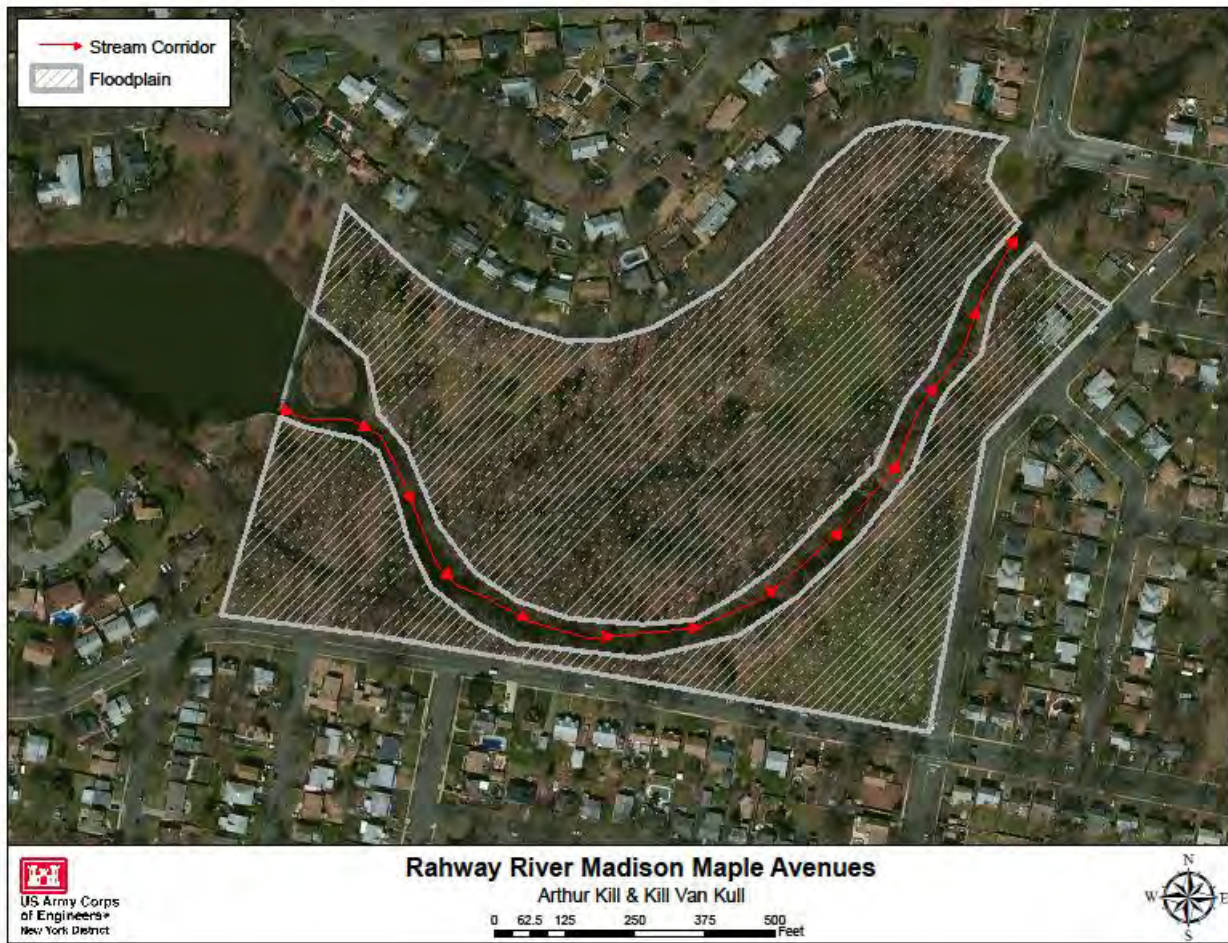 Stream Corridor
Floodplain
US Army Corps
of Engineers®
New York District
Rahway River Madison Maple Avenues
Arthur Kill & Kill Van Kull
0 62.5 125 250 375 500
Feet
N
W E
S